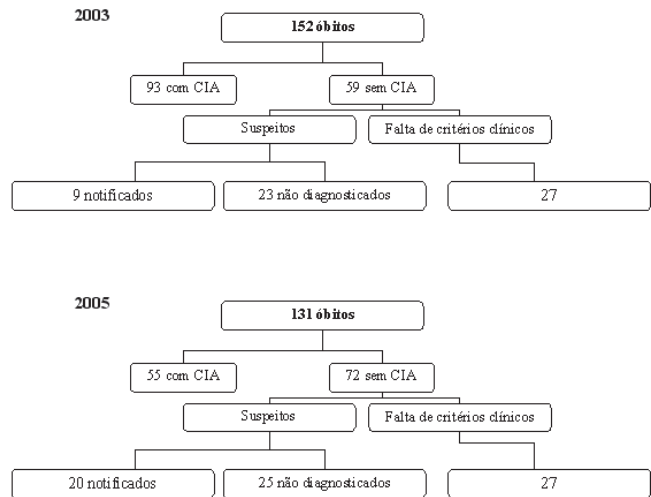 2003
152 óbitos
93 com CIA
59 sem CIA
Suspeitos
Falta de critérios clínicos
9 notificados
23 não diagnosticados
27
2005
131 óbitos
55 com CIA
72 sem CIA
Suspeitos
Falta de critérios clínicos
20 notificados
25 não diagnosticados
27